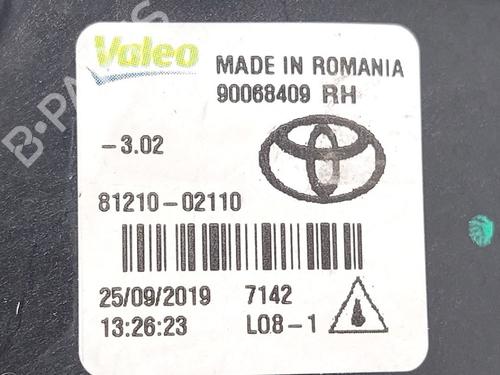 Valeo
MADE IN ROMANIA
90068409 RH
-3.02
81210-02110
25/09/2019 7142
13:26:23 L08-1